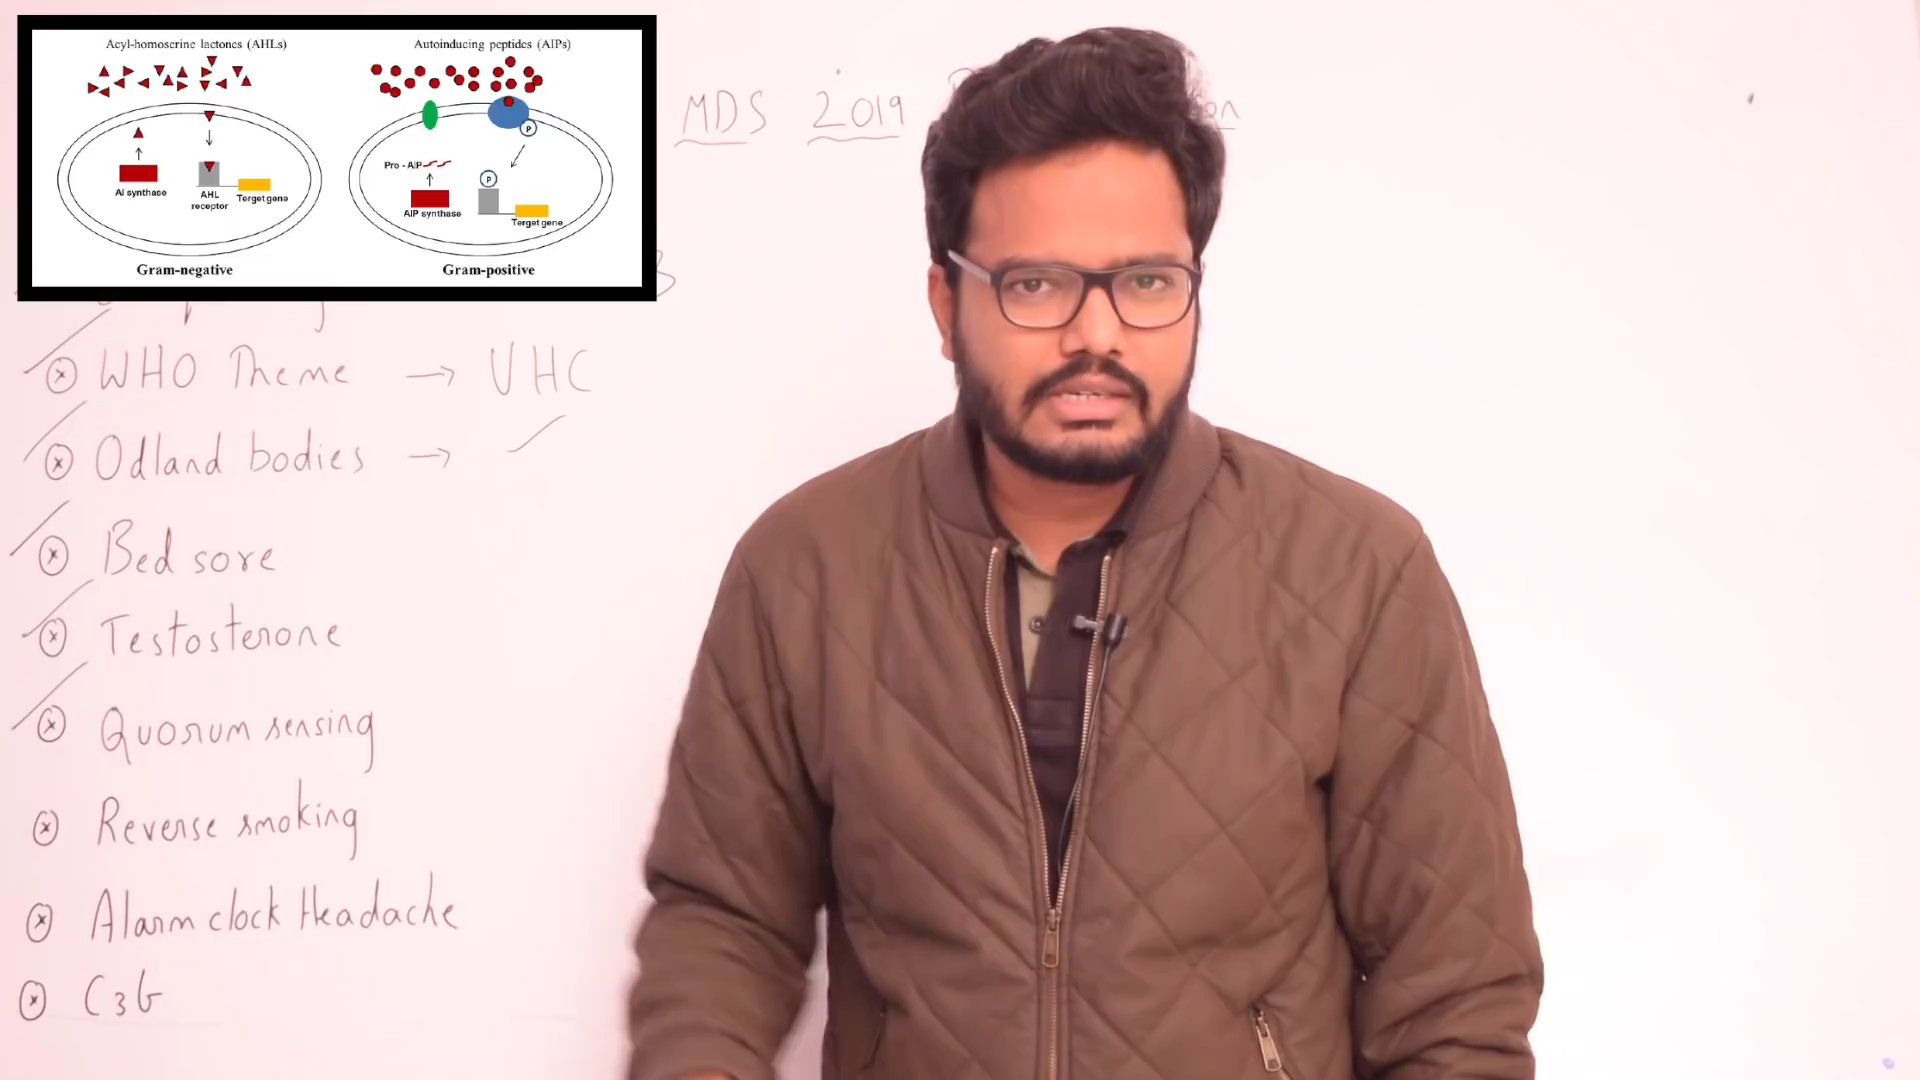 Acyl-homoserine lactones (AHLs)
Autoinducing peptides (AIPs)
P
Pro - AIP
P
AI synthase
AHL
receptor
Terget gene
AIP synthase
Terget gene
Gram-negative
Gram-positive
MDS 2019
WHO Theme → UHC
Odland bodies →
Bed sore
Testosterone
Quorum sensing
Reverse smoking
Alarm clock Headache
C3G